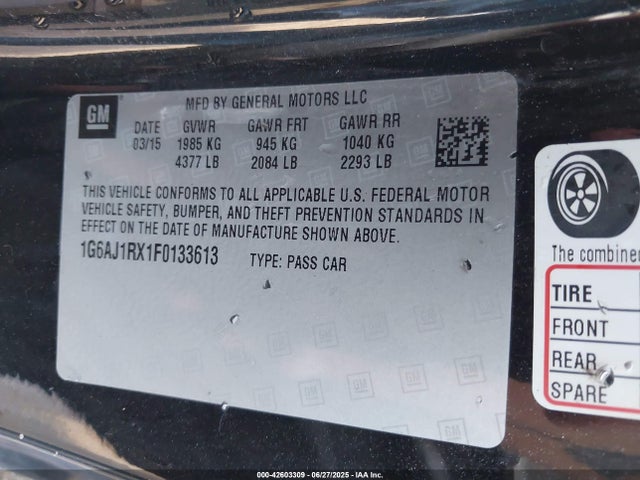 GM
MFD BY GENERAL MOTORS LLC
DATE GVWR GAWR FRT GAWR RR
03/15 1985 KG 945 KG 1040 KG
4377 LB 2084 LB 2293 LB
THIS VEHICLE CONFORMS TO ALL APPLICABLE U.S. FEDERAL MOTOR
VEHICLE SAFETY, BUMPER, AND THEFT PREVENTION STANDARDS IN
EFFECT ON THE DATE OF MANUFACTURE SHOWN ABOVE.
1G6AJ1RX1F0133613 TYPE: PASS CAR
The combined
TIRE
FRONT
REAR
SPARE
000-42603309 - 06/27/2025 - IAA Inc.